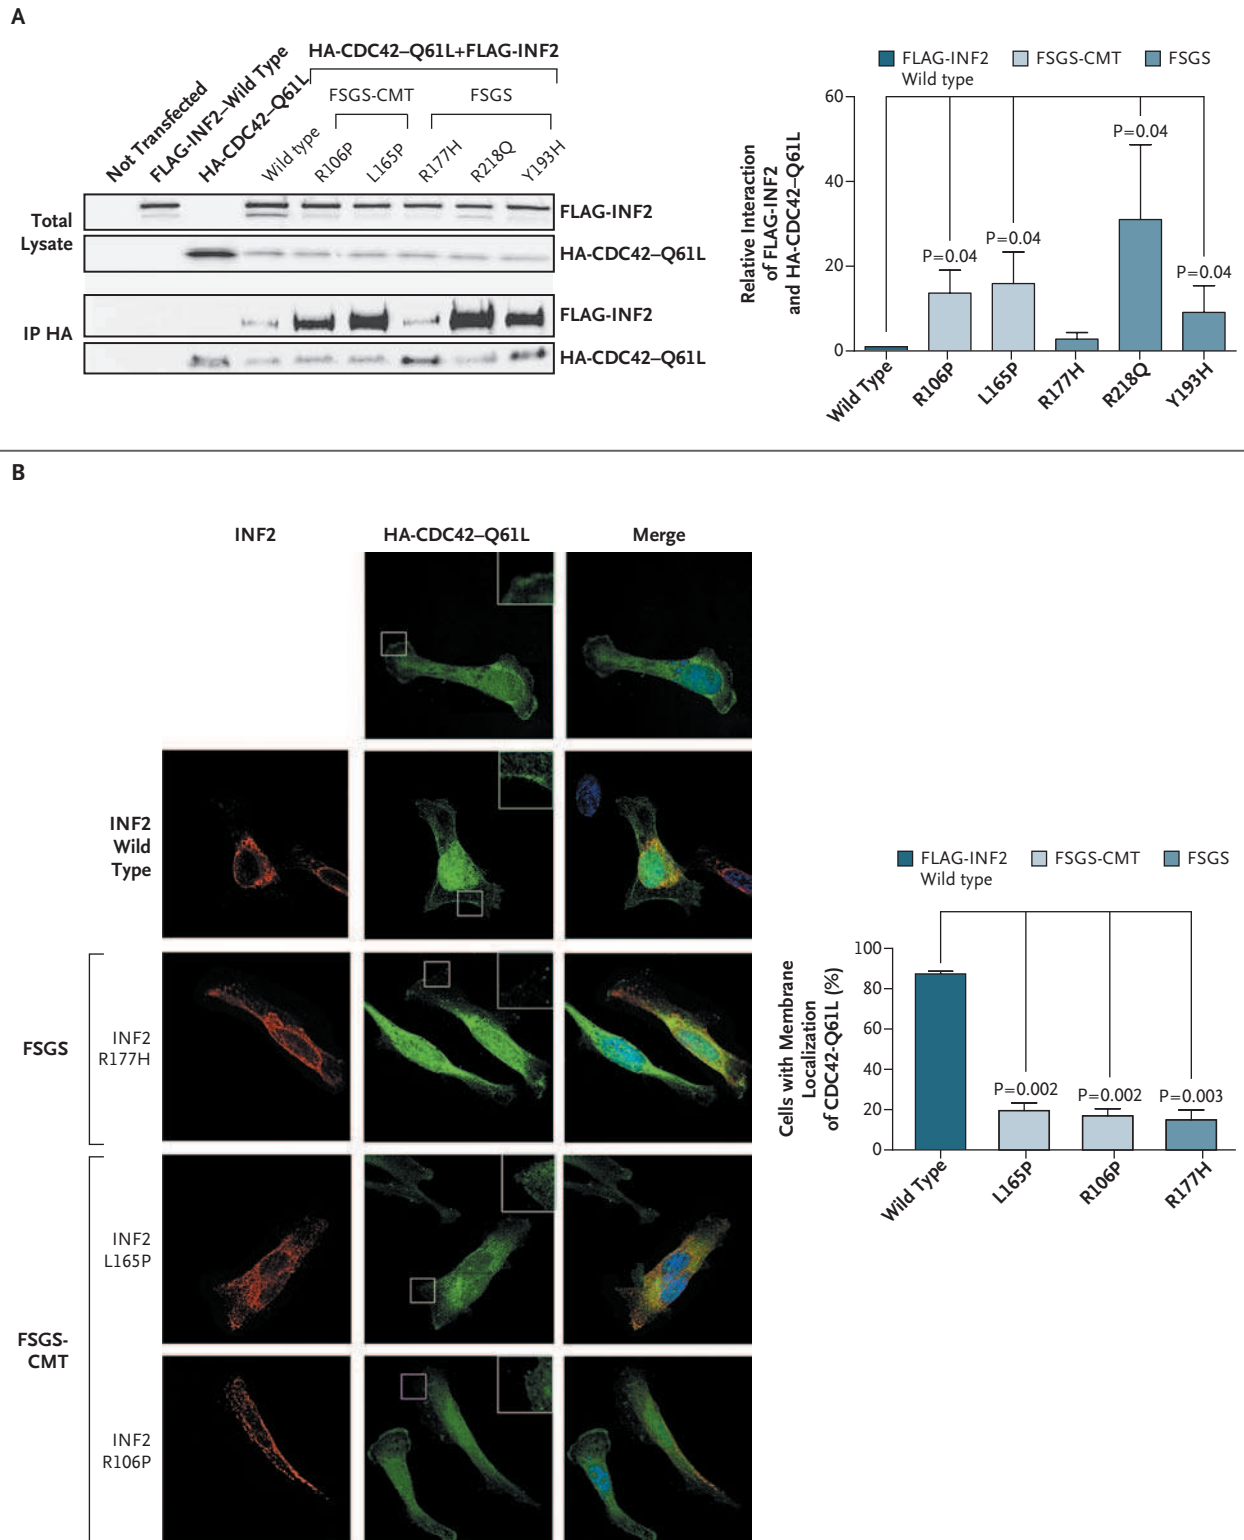 A
Not Transfected
FLAG-INF2–Wild Type
HA-CDC42–Q61L
HA-CDC42–Q61L+FLAG-INF2
FSGS-CMT
FSGS
Wild type
R106P
L165P
R177H
R218Q
Y193H
Total
Lysate
FLAG-INF2
HA-CDC42–Q61L
IP HA
FLAG-INF2
HA-CDC42–Q61L
FLAG-INF2
Wild type
FSGS-CMT
FSGS
Relative Interaction
of FLAG-INF2
and HA-CDC42–Q61L
60
40
20
0
P=0.04
P=0.04
P=0.04
P=0.04
Wild Type
R106P
L165P
R177H
R218Q
Y193H
B
INF2
HA-CDC42–Q61L
Merge
INF2
Wild
Type
FSGS
INF2
R177H
FSGS-
CMT
INF2
L165P
INF2
R106P
FLAG-INF2
Wild type
FSGS-CMT
FSGS
Cells with Membrane
Localization
of CDC42-Q61L (%)
100
80
60
40
20
0
P=0.002
P=0.002
P=0.003
Wild Type
L165P
R106P
R177H